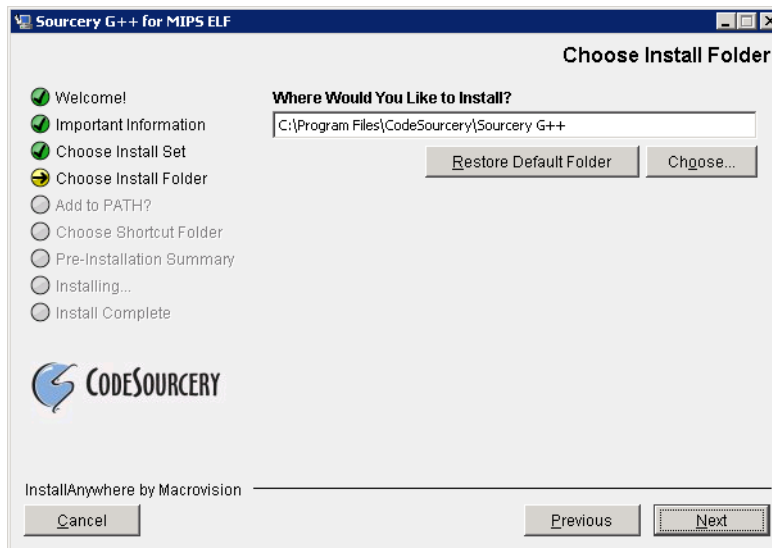 Sourcery G++ for MIPS ELF
Choose Install Folder
Welcome!
Important Information
Choose Install Set
Choose Install Folder
Add to PATH?
Choose Shortcut Folder
Pre-Installation Summary
Installing...
Install Complete
Where Would You Like to Install?
C:\Program Files\CodeSourcery\Sourcery G++
Restore Default Folder
Choose...
CODESOURCERY
InstallAnywhere by Macrovision
Cancel
Previous
Next